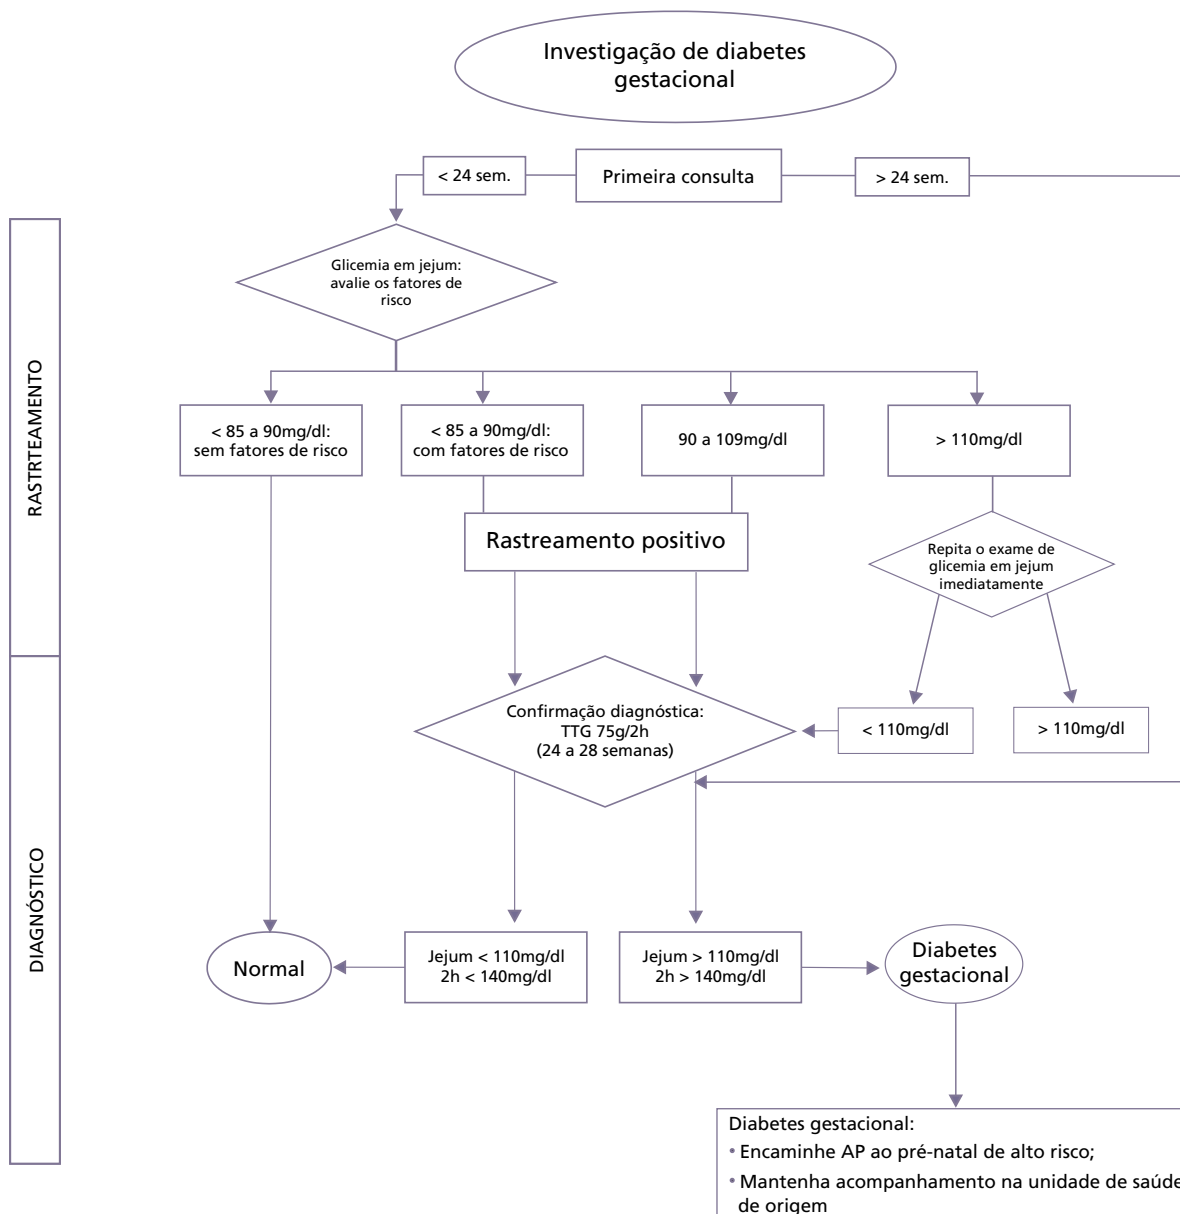 Investigação de diabetes
gestacional
< 24 sem.
Primeira consulta
> 24 sem.
RASTRTEAMENTO
Glicemia em jejum:
avalie os fatores de
risco
< 85 a 90mg/dl:
sem fatores de risco
< 85 a 90mg/dl:
com fatores de risco
90 a 109mg/dl
> 110mg/dl
Rastreamento positivo
Repita o exame de
glicemia em jejum
imediatamente
DIAGNÓSTICO
Confirmação diagnóstica:
TTG 75g/2h
(24 a 28 semanas)
< 110mg/dl
> 110mg/dl
Normal
Jejum < 110mg/dl
2h < 140mg/dl
Jejum > 110mg/dl
2h > 140mg/dl
Diabetes
gestacional
Diabetes gestacional:
• Encaminhe AP ao pré-natal de alto risco;
• Mantenha acompanhamento na unidade de saúde
de origem